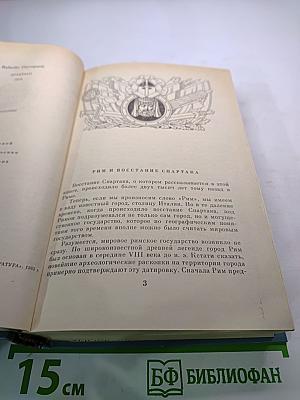 РИМ И ВОССТАНИЕ СПАРТАКА
Восстание Спартака, о котором рассказывается в этой
книге, происходило более двух тысяч лет тому назад в
Риме.
Теперь, если мы произносим слово «Рим», мы имеем
в виду известный город, столицу Италии. Но в те далекие
времена, когда происходило восстание Спартака, под
Римом подразумевался не только сам город, но и могуще-
ственное государство, которое по географическим поня-
тиям того времени вполне можно было считать мировым
государством.
Разумеется, мировое римское государство возникло не
сразу. По широкоизвестной древней легенде город Рим
был основан в середине VIII века до н. э. Кстати сказать,
новейшие археологические раскопки на территории города
примерно подтверждают эту датировку. Сначала Рим пред-
3
15 см
БФ БИБЛИОФАН